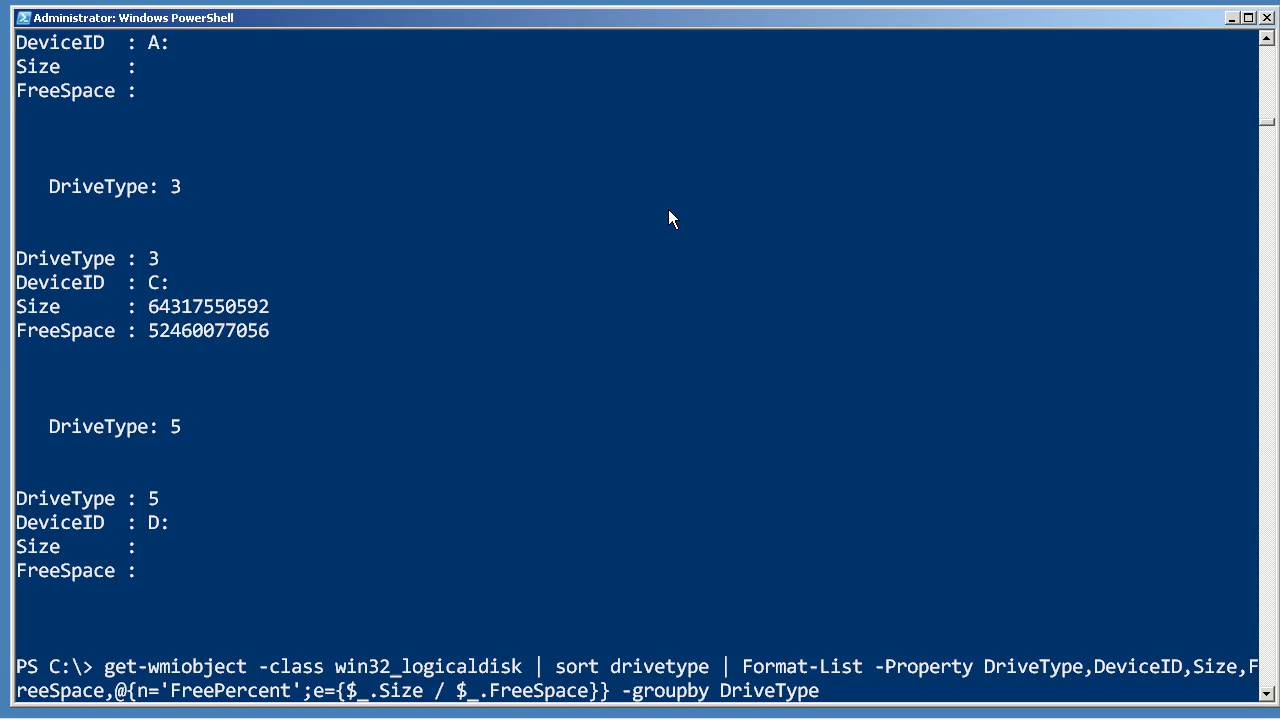 Administrator: Windows PowerShell
DeviceID  : A:
Size      :
FreeSpace :
   DriveType: 3
DriveType : 3
DeviceID  : C:
Size      : 64317550592
FreeSpace : 52460077056
   DriveType: 5
DriveType : 5
DeviceID  : D:
Size      :
FreeSpace :
PS C:\> get-wmiobject -class win32_logicaldisk | sort drivetype | Format-List -Property DriveType,DeviceID,Size,F
reeSpace,@{n='FreePercent';e={$_.Size / $_.FreeSpace}} -groupby DriveType